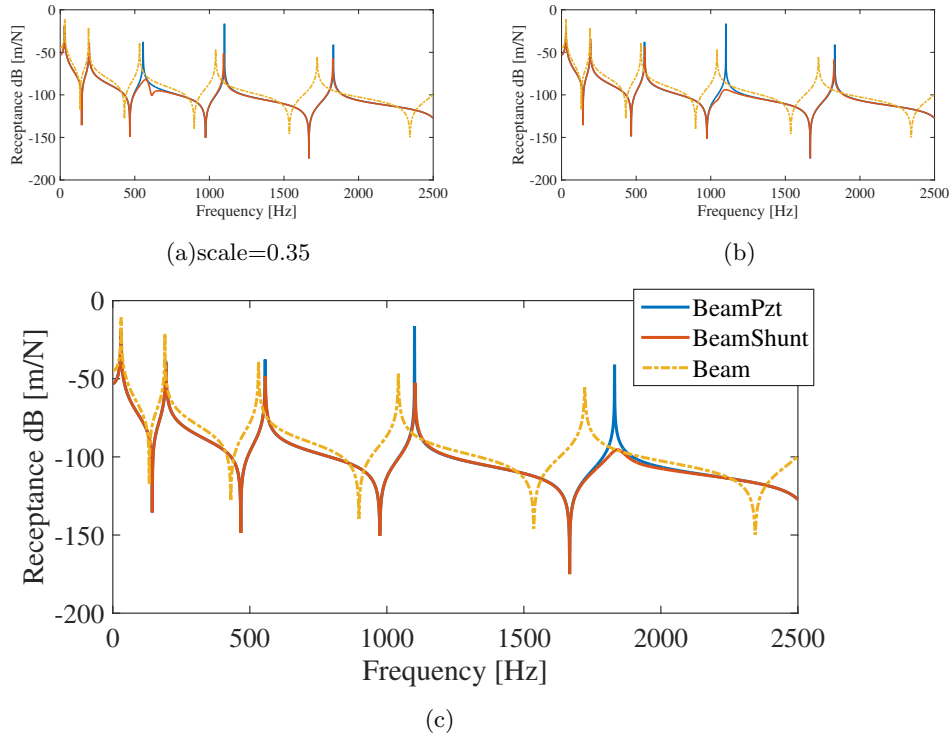 0
-50
-100
-150
-200
Receptance dB [m/N]
0 500 1000 1500 2000 2500
Frequency [Hz]
(a)scale=0.35
0
-50
-100
-150
-200
Receptance dB [m/N]
0 500 1000 1500 2000 2500
Frequency [Hz]
(b)
0
-50
-100
-150
-200
Receptance dB [m/N]
BeamPzt
BeamShunt
Beam
0 500 1000 1500 2000 2500
Frequency [Hz]
(c)